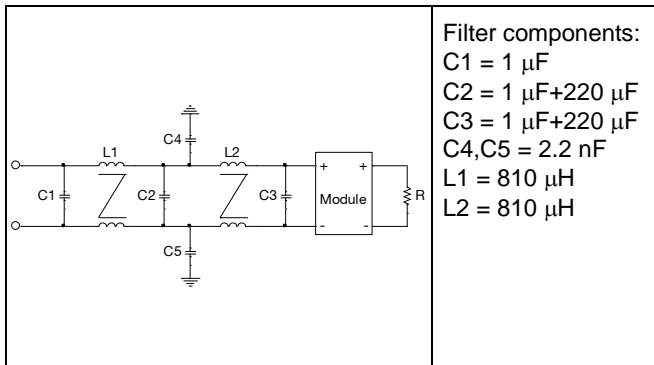 Filter components:
C1 = 1 μF
C2 = 1 μF+220 μF
C3 = 1 μF+220 μF
C4,C5 = 2.2 nF
L1 = 810 μH
L2 = 810 μH
C4
L1
L2
+ +
C1
C2
C3
Module
R
- -
C5